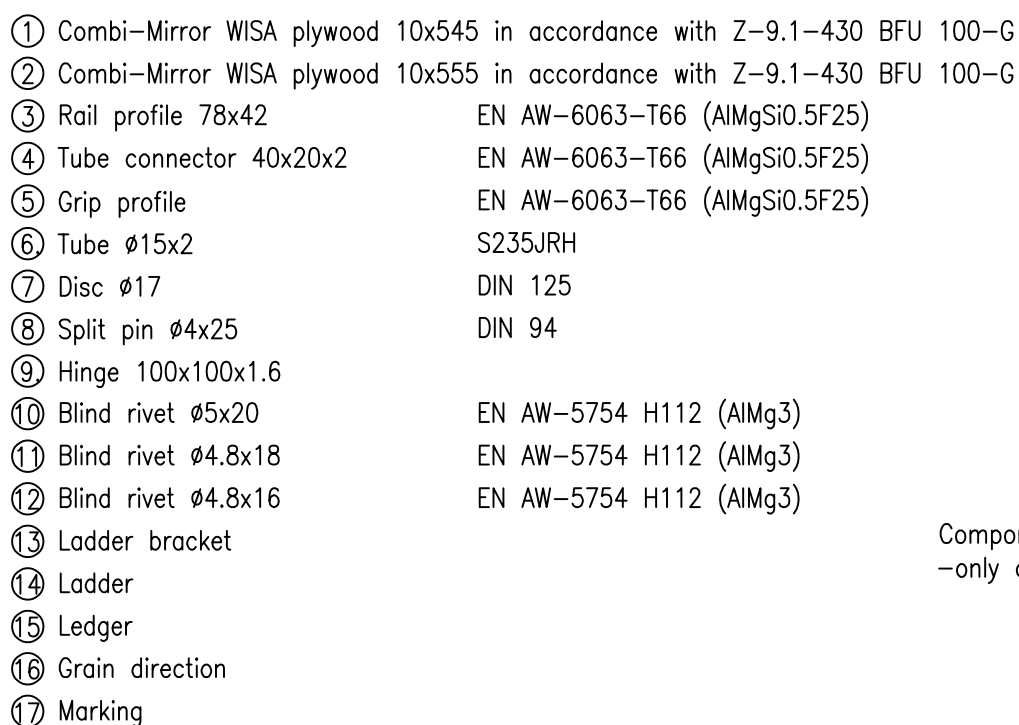 ① Combi–Mirror WISA plywood 10x545 in accordance with Z–9.1–430 BFU 100–G
② Combi–Mirror WISA plywood 10x555 in accordance with Z–9.1–430 BFU 100–G
③ Rail profile 78x42 EN AW–6063–T66 (AlMgSi0.5F25)
④ Tube connector 40x20x2 EN AW–6063–T66 (AlMgSi0.5F25)
⑤ Grip profile EN AW–6063–T66 (AlMgSi0.5F25)
⑥ Tube ø15x2 S235JRH
⑦ Disc ø17 DIN 125
⑧ Split pin ø4x25 DIN 94
⑨ Hinge 100x100x1.6
⑩ Blind rivet ø5x20 EN AW–5754 H112 (AlMg3)
⑪ Blind rivet ø4.8x18 EN AW–5754 H112 (AlMg3)
⑫ Blind rivet ø4.8x16 EN AW–5754 H112 (AlMg3)
⑬ Ladder bracket
⑭ Ladder
⑮ Ledger
⑯ Grain direction
⑰ Marking
–only